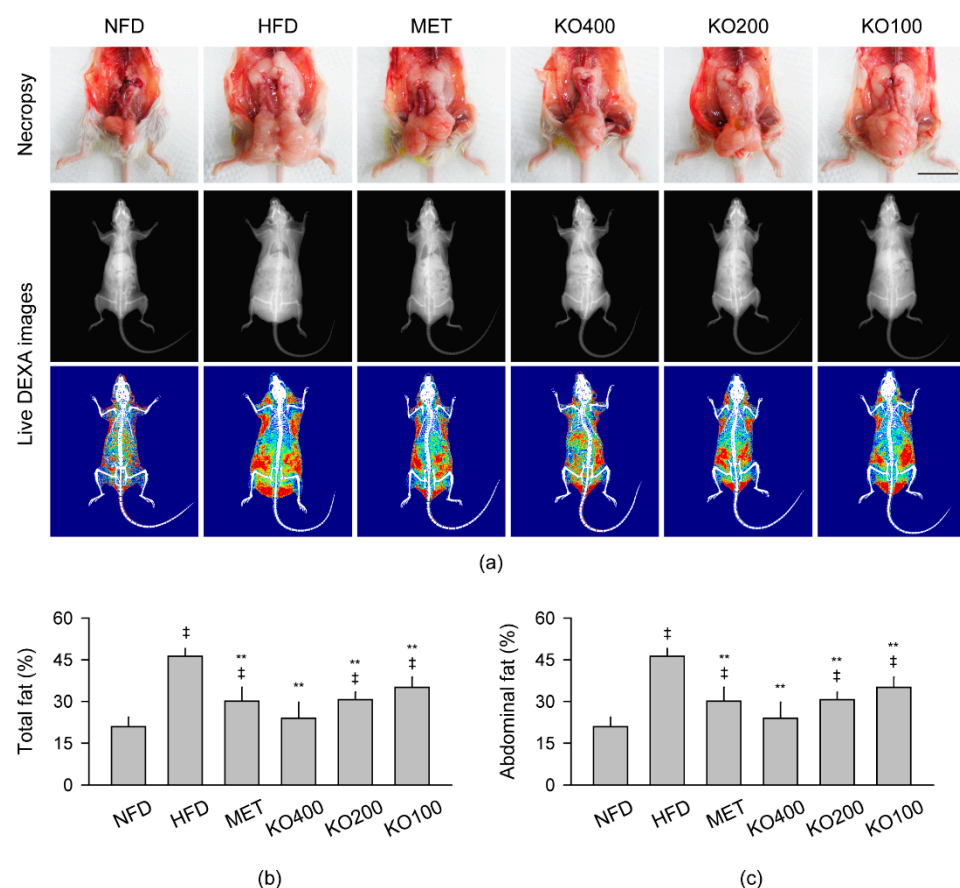 NFD HFD MET KO400 KO200 KO100
Necropsy
Live DEXA images
(a)
Total fat (%)
60
45
30
15
0
‡
**
‡
**
**
‡
**
‡
NFD HFD MET KO400 KO200 KO100
(b)
Abdominal fat (%)
60
45
30
15
0
‡
**
‡
**
**
‡
**
‡
NFD HFD MET KO400 KO200 KO100
(c)